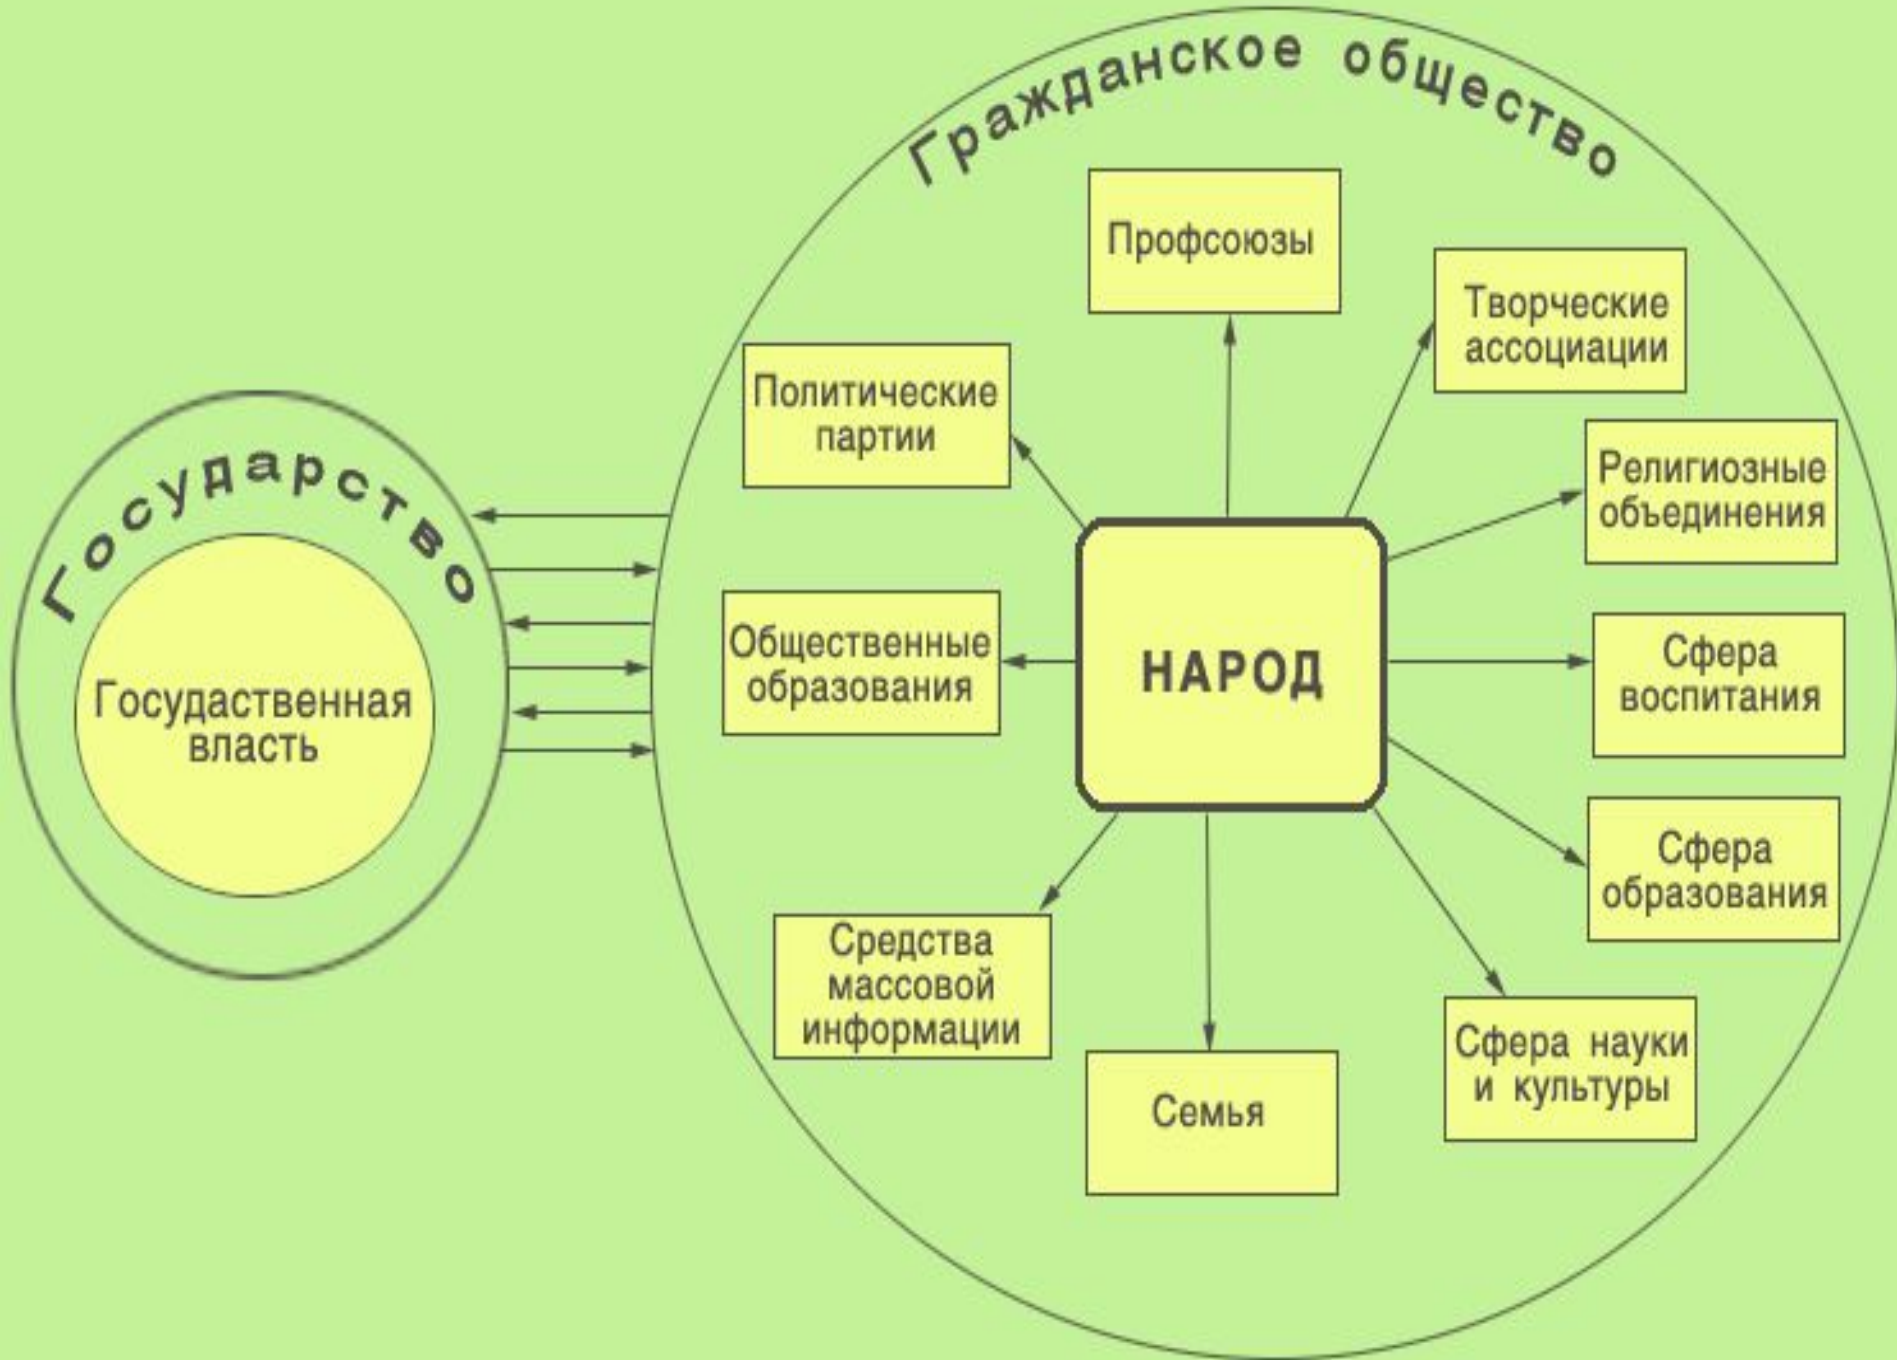 Гражданское общество
Профсоюзы
Творческие
ассоциации
Политические
партии
Религиозные
объединения
Государство
Государственная
власть
Общественные
образования
НАРОД
Сфера
воспитания
Сфера
образования
Средства
массовой
информации
Сфера науки
и культуры
Семья